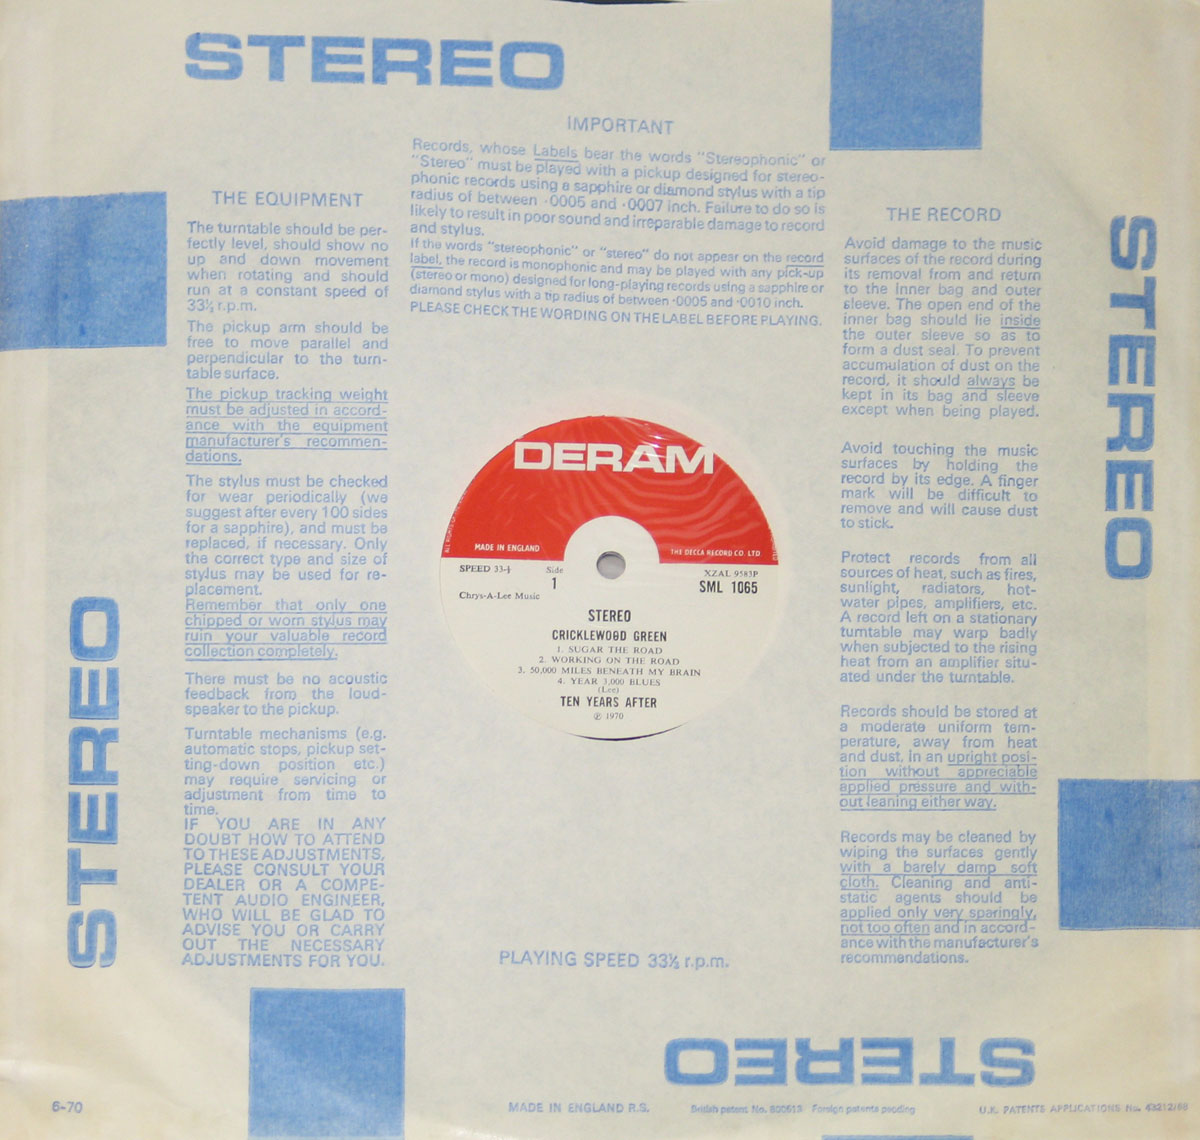 STEREO
IMPORTANT
Records, whose Labels bear the words "Stereophonic" or
"Stereo" must be played with a pickup designed for stereo-
phonic records using a sapphire or diamond stylus with a tip
radius of between ·0005 and ·0007 inch. Failure to do so is
likely to result in poor sound and irreparable damage to record
and stylus.
If the words "stereophonic" or "stereo" do not appear on the record
label, the record is monophonic and may be played with any pick-up
(stereo or mono) designed for long-playing records using a sapphire or
diamond stylus with a tip radius of between ·0005 and ·0010 inch.
PLEASE CHECK THE WORDING ON THE LABEL BEFORE PLAYING.
THE EQUIPMENT
The turntable should be per-
fectly level, should show no
up and down movement
when rotating and should
run at a constant speed of
33⅓ r.p.m.
The pickup arm should be
free to move parallel and
perpendicular to the turn-
table surface.
The pickup tracking weight
must be adjusted in accord-
ance with the equipment
manufacturer's recommen-
dations.
The stylus must be checked
for wear periodically (we
suggest after every 100 sides
for a sapphire), and must be
replaced, if necessary. Only
the correct type and size of
stylus may be used for re-
placement.
Remember that only one
chipped or worn stylus may
ruin your valuable record
collection completely.
There must be no acoustic
feedback from the loud-
speaker to the pickup.
Turntable mechanisms (e.g.
automatic stops, pickup set-
ting-down position etc.)
may require servicing or
adjustment from time to
time.
IF YOU ARE IN ANY
DOUBT HOW TO ATTEND
TO THESE ADJUSTMENTS,
PLEASE CONSULT YOUR
DEALER OR A COMPE-
TENT AUDIO ENGINEER,
WHO WILL BE GLAD TO
ADVISE YOU OR CARRY
OUT THE NECESSARY
ADJUSTMENTS FOR YOU.
STEREO
DERAM
MADE IN ENGLAND
THE DECCA RECORD CO. LTD
SPEED 33-⅓
Side
1
XZAL 9583P
SML 1065
Chrys-A-Lee Music
STEREO
CRICKLEWOOD GREEN
1. SUGAR THE ROAD
2. WORKING ON THE ROAD
3. 50,000 MILES BENEATH MY BRAIN
4. YEAR 3,000 BLUES
(Lee)
TEN YEARS AFTER
℗ 1970
PLAYING SPEED 33⅓ r.p.m.
THE RECORD
Avoid damage to the music
surfaces of the record during
its removal from and return
to the inner bag and outer
sleeve. The open end of the
inner bag should lie inside
the outer sleeve so as to
form a dust seal. To prevent
accumulation of dust on the
record, it should always be
kept in its bag and sleeve
except when being played.
Avoid touching the music
surfaces by holding the
record by its edge. A finger
mark will be difficult to
remove and will cause dust
to stick.
Protect records from all
sources of heat, such as fires,
sunlight, radiators, hot-
water pipes, amplifiers, etc.
A record left on a stationary
turntable may warp badly
when subjected to the rising
heat from an amplifier situ-
ated under the turntable.
Records should be stored at
a moderate uniform tem-
perature, away from heat
and dust, in an upright posi-
tion without appreciable
applied pressure and with-
out leaning either way.
Records may be cleaned by
wiping the surfaces gently
with a barely damp soft
cloth. Cleaning and anti-
static agents should be
applied only very sparingly,
not too often and in accord-
ance with the manufacturer's
recommendations.
STEREO
STEREO
6-70
MADE IN ENGLAND R.S.
British patent No. Foreign patents pending
U.K. PATENTS APPLICATIONS No. 43212/68